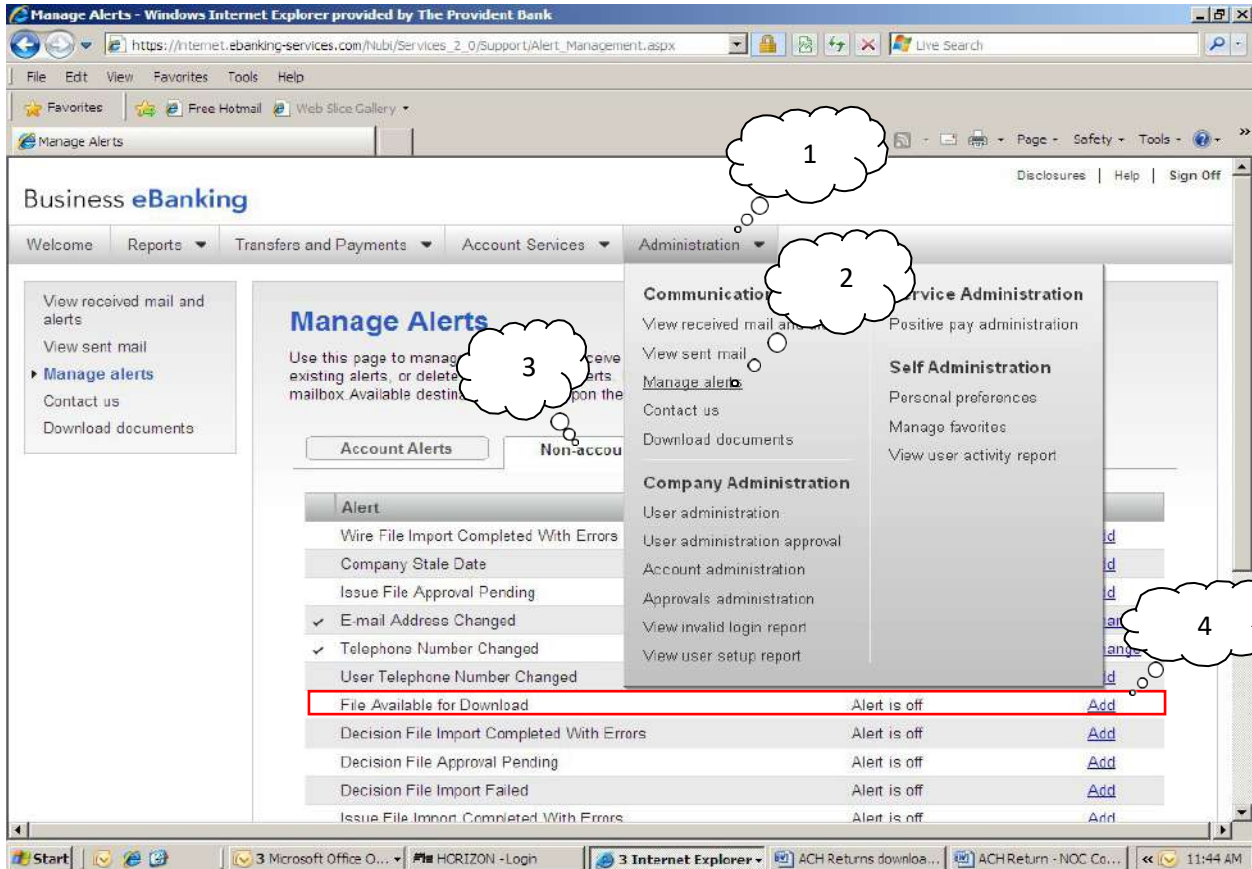 Manage Alerts - Windows Internet Explorer provided by The Provident Bank
https://internet.ebanking-services.com/Nubi/Services_2_0/Support/Alert_Management.aspx
Live Search
File Edit View Favorites Tools Help
Favorites Free Hotmail Web Slice Gallery
Manage Alerts
Page Safety Tools »
1
Disclosures | Help | Sign Off
Business eBanking
Welcome Reports Transfers and Payments Account Services Administration
2
View received mail and
alerts
View sent mail
Manage alerts
Contact us
Download documents
Manage Alerts
3
Use this page to manag ceive
existing alerts, or delete erts.
mailbox.Available destina pon the
Account Alerts Non-accou
Communication
View received mail and
View sent mail
Manage alerts
Contact us
Download documents
Company Administration
User administration
User administration approval
Account administration
Approvals administration
View invalid login report
View user setup report
ervice Administration
Positive pay administration
Self Administration
Personal preferences
Manage favorites
View user activity report
Alert
Wire File Import Completed With Errors d
Company Stale Date d
Issue File Approval Pending d
E-mail Address Changed an
4
Telephone Number Changed ange
User Telephone Number Changed d
File Available for Download Alert is off Add
Decision File Import Completed With Errors Alert is off Add
Decision File Approval Pending Alert is off Add
Decision File Import Failed Alert is off Add
Issue File Import Completed With Errors Alert is off Add
Start 3 Microsoft Office O... HORIZON - Login 3 Internet Explorer ACH Returns downloa... ACH Return - NOC Co... « 11:44 AM